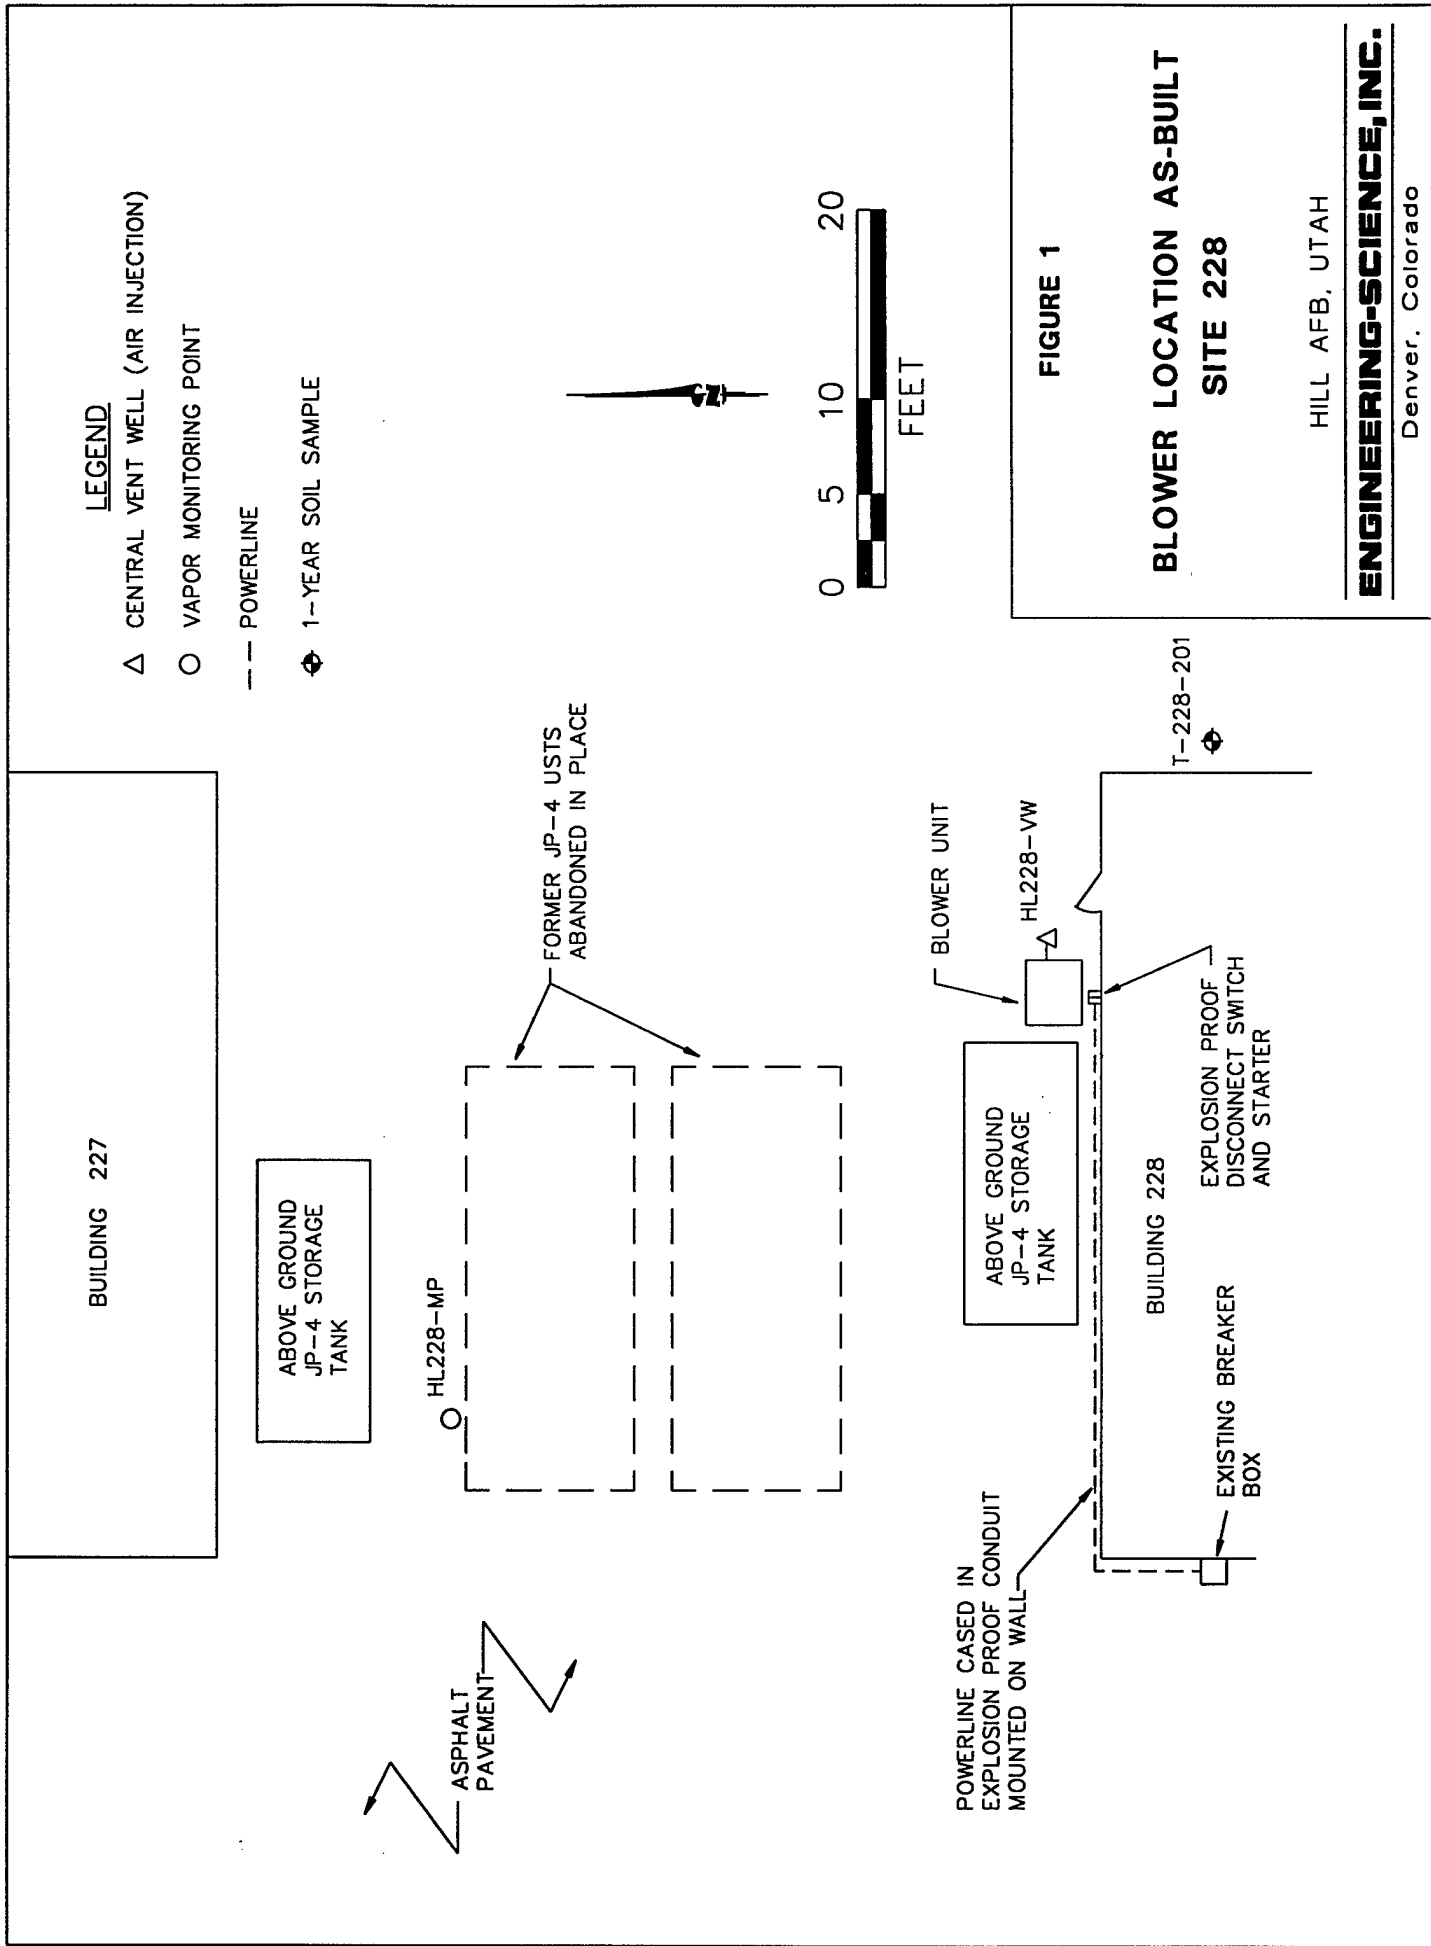 BUILDING 227
LEGEND
CENTRAL VENT WELL (AIR INJECTION)
VAPOR MONITORING POINT
POWERLINE
1-YEAR SOIL SAMPLE
ABOVE GROUND
JP-4 STORAGE
TANK
HL228-MP
ASPHALT
PAVEMENT
FORMER JP-4 USTS
ABANDONED IN PLACE
N
0 5 10 20
FEET
BLOWER UNIT
HL228-VW
ABOVE GROUND
JP-4 STORAGE
TANK
POWERLINE CASED IN
EXPLOSION PROOF CONDUIT
MOUNTED ON WALL
BUILDING 228
EXPLOSION PROOF
DISCONNECT SWITCH
AND STARTER
EXISTING BREAKER
BOX
T-228-201
FIGURE 1
BLOWER LOCATION AS-BUILT
SITE 228
HILL AFB, UTAH
ENGINEERING-SCIENCE, INC.
Denver, Colorado